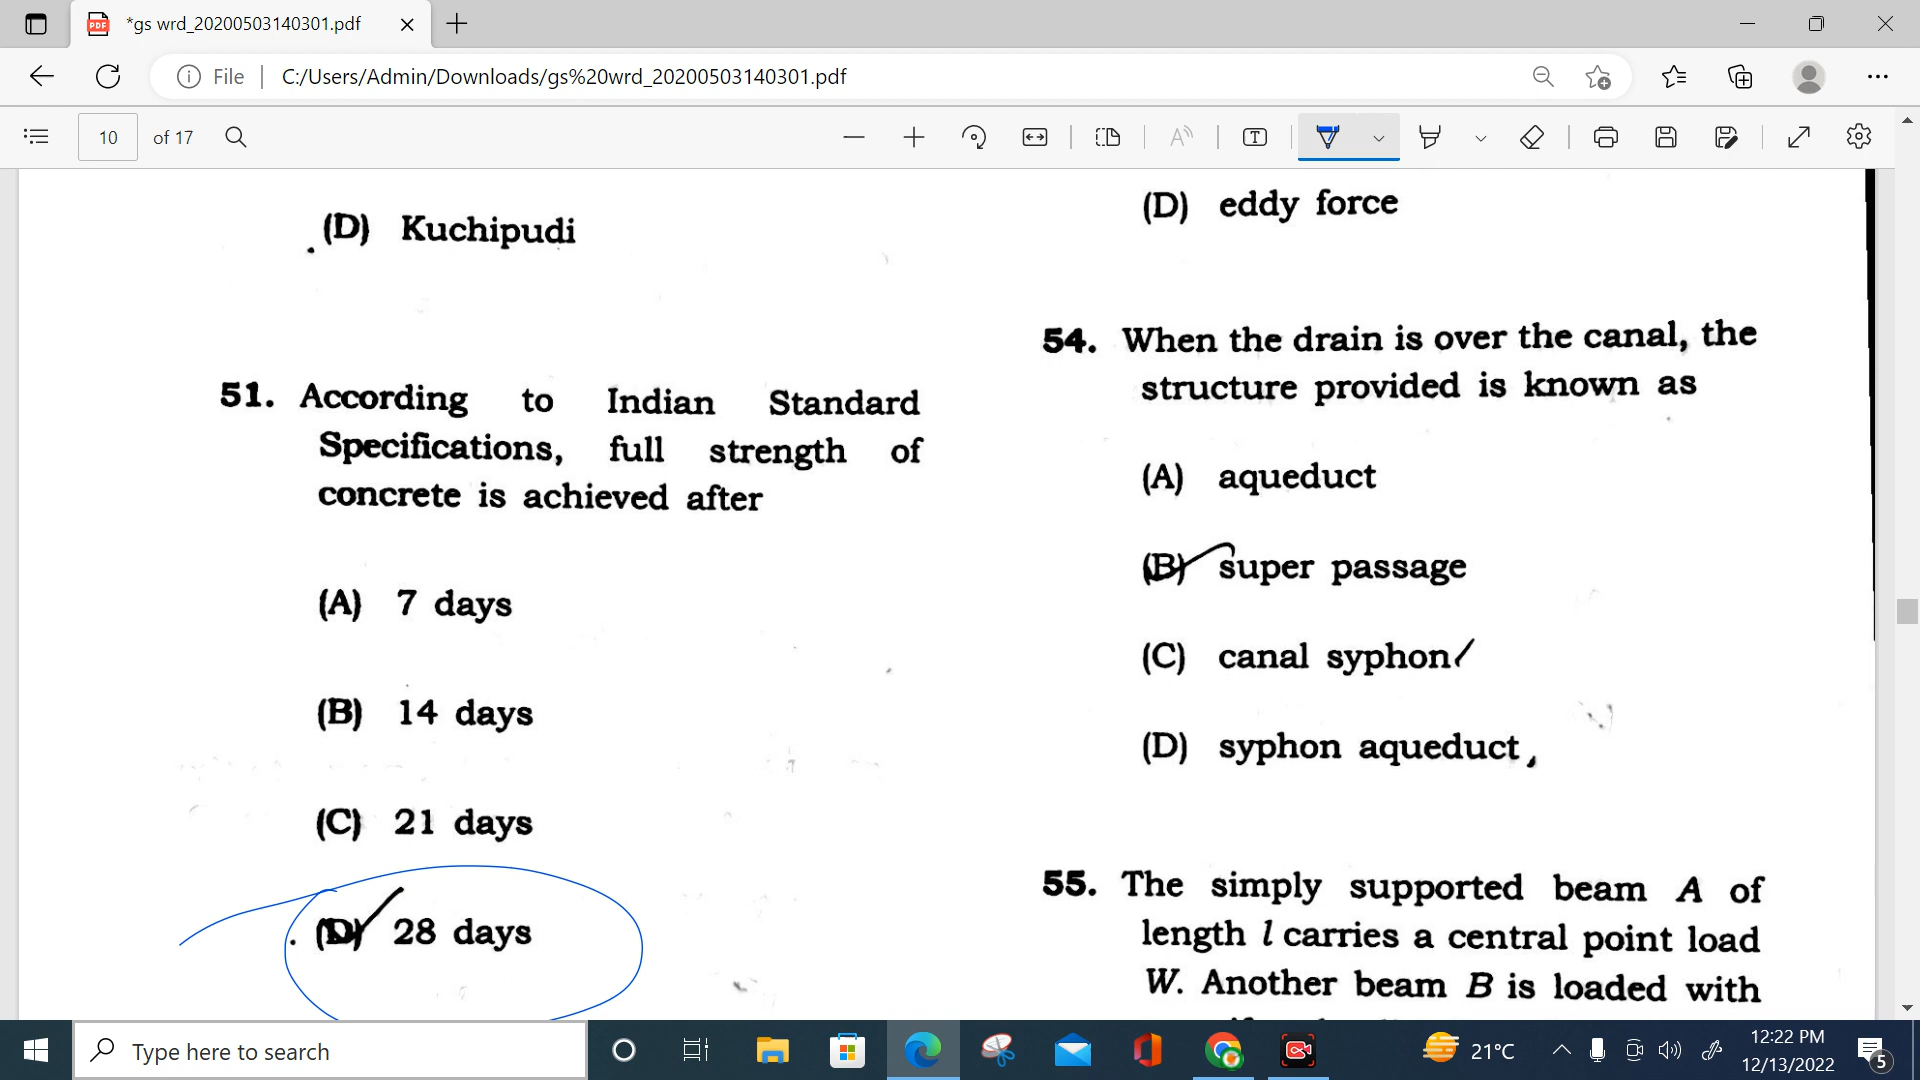 *gs wrd_20200503140301.pdf
File
C:/Users/Admin/Downloads/gs%20wrd_20200503140301.pdf
10 of 17
(D) Kuchipudi
51. According to Indian Standard
Specifications, full strength of
concrete is achieved after
(A) 7 days
(B) 14 days
(C) 21 days
(D) 28 days
(D) eddy force
54. When the drain is over the canal, the
structure provided is known as
(A) aqueduct
(B) super passage
(C) canal syphon
(D) syphon aqueduct
55. The simply supported beam A of
length l carries a central point load
W. Another beam B is loaded with
Type here to search
21°C
12:22 PM
12/13/2022
5